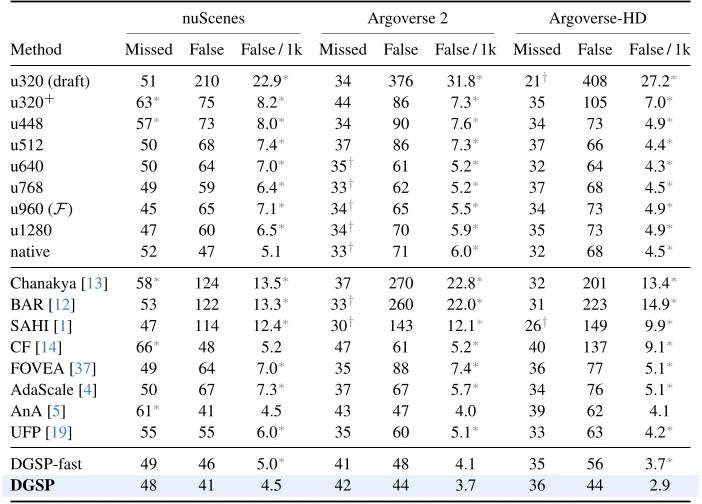 nuScenes Argoverse 2 Argoverse-HD
Method Missed False False / 1k Missed False False / 1k Missed False False / 1k
u320 (draft) 51 210 22.9* 34 376 31.8* 21† 408 27.2*
u320+ 63* 75 8.2* 44 86 7.3* 35 105 7.0*
u448 57* 73 8.0* 34 90 7.6* 34 73 4.9*
u512 50 68 7.4* 37 86 7.3* 37 66 4.4*
u640 50 64 7.0* 35† 61 5.2* 32 64 4.3*
u768 49 59 6.4* 33† 62 5.2* 37 68 4.5*
u960 (F) 45 65 7.1* 34† 65 5.5* 34 73 4.9*
u1280 47 60 6.5* 34† 70 5.9* 35 73 4.9*
native 52 47 5.1 33† 71 6.0* 32 68 4.5*
Chanakya [13] 58* 124 13.5* 37 270 22.8* 32 201 13.4*
BAR [12] 53 122 13.3* 33† 260 22.0* 31 223 14.9*
SAHI [1] 47 114 12.4* 30† 143 12.1* 26† 149 9.9*
CF [14] 66* 48 5.2 47 61 5.2* 40 137 9.1*
FOVEA [37] 49 64 7.0* 35 88 7.4* 36 77 5.1*
AdaScale [4] 50 67 7.3* 37 67 5.7* 34 76 5.1*
AnA [5] 61* 41 4.5 43 47 4.0 39 62 4.1
UFP [19] 55 55 6.0* 35 60 5.1* 33 63 4.2*
DGSP-fast 49 46 5.0* 41 48 4.1 35 56 3.7*
DGSP 48 41 4.5 42 44 3.7 36 44 2.9